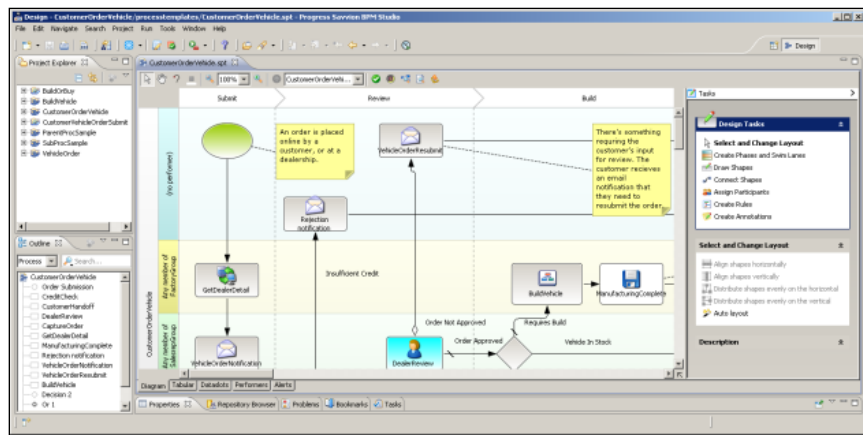 Design - CustomerOrderVehicle/processtemplates/CustomerOrderVehicle.spt - Progress Savvion BPM Studio
File Edit Navigate Search Project Run Tools Window Help
Design
Project Explorer
BuildOrBuy
BuildVehicle
CustomerOrderVehicle
CustomerVehicleOrderSubmit
ParentProcSample
SubProcSample
VehicleOrder
Outline
Process
Search...
CustomerOrderVehicle
Order Submission
CreditCheck
CustomerHandoff
DealerReview
CaptureOrder
GetDealerDetail
ManufacturingComplete
Rejection notification
VehicleOrderNotification
VehicleOrderResubmit
BuildVehicle
Decision 2
Or 1
CustomerOrderVehicle.spt
100%
CustomerOrderVehi...
Submit
Review
Build
CustomerOrderVehicle
(no performer)
Any member of
FactoryGroup
Any member of
SalesrepGroup
An order is placed
online by a
customer, or at a
dealership.
VehicleOrderResubmit
There's something
requring the
customer's input
for review. The
customer recieves
an email
notification that
they need to
resubmit the order.
Rejection
notification
Insufficient Credit
GetDealerDetail
BuildVehicle
ManufacturingComplete
Order Not Approved
Requires Build
VehicleOrderNotification
DealerReview
Order Approved
Vehicle In Stock
Diagram Tabular Datadots Performers Alerts
Tasks
Design Tasks
Select and Change Layout
Create Phases and Swim Lanes
Draw Shapes
Connect Shapes
Assign Participants
Create Rules
Create Annotations
Select and Change Layout
Align shapes horizontally
Align shapes vertically
Distribute shapes evenly on the horizontal
Distribute shapes evenly on the vertical
Auto layout
Description
Properties Repository Browser Problems Bookmarks Tasks